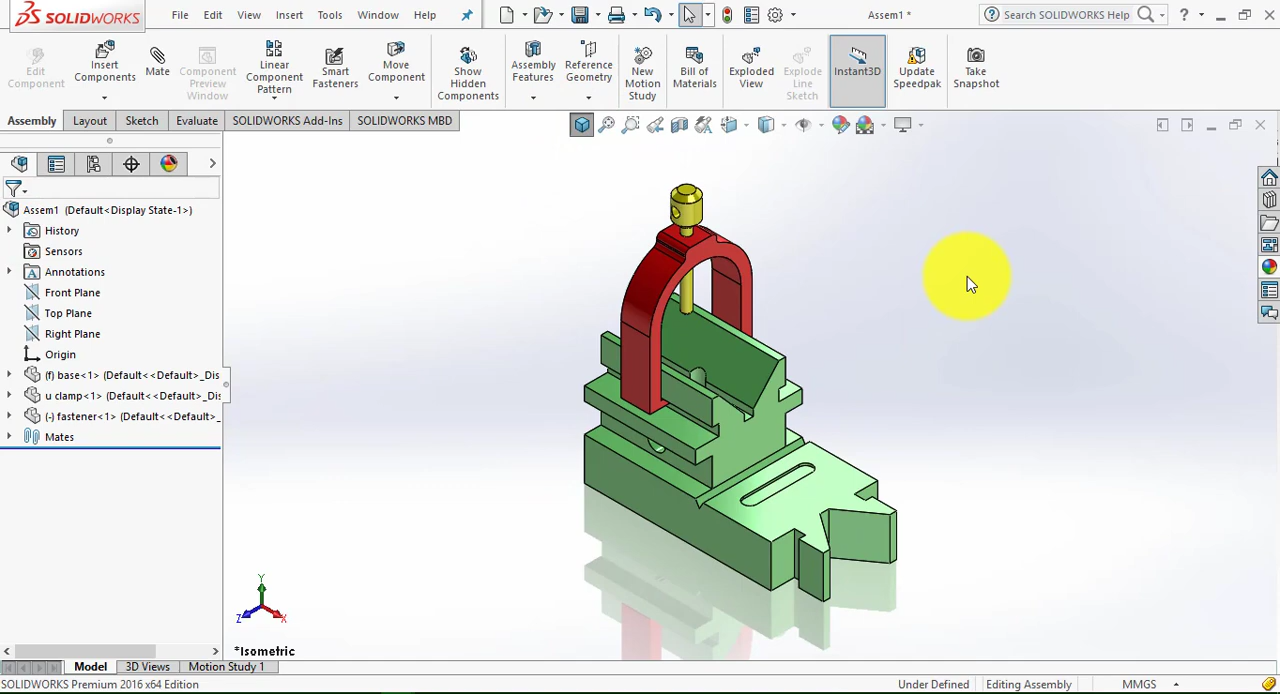 SOLIDWORKS File Edit View Insert Tools Window Help Assem1 * Search SOLIDWORKS Help ?
Edit Component
Insert Components
Mate
Component Preview Window
Linear Component Pattern
Smart Fasteners
Move Component
Show Hidden Components
Assembly Features
Reference Geometry
New Motion Study
Bill of Materials
Exploded View
Explode Line Sketch
Instant3D
Update Speedpak
Take Snapshot
Assembly Layout Sketch Evaluate SOLIDWORKS Add-Ins SOLIDWORKS MBD
Assem1 (Default<Display State-1>)
History
Sensors
Annotations
Front Plane
Top Plane
Right Plane
Origin
(f) base<1> (Default<<Default>_Dis
u clamp<1> (Default<<Default>_Dis
(-) fastener<1> (Default<<Default>_
Mates
Y
Z X
*Isometric
Model 3D Views Motion Study 1
SOLIDWORKS Premium 2016 x64 Edition Under Defined Editing Assembly MMGS